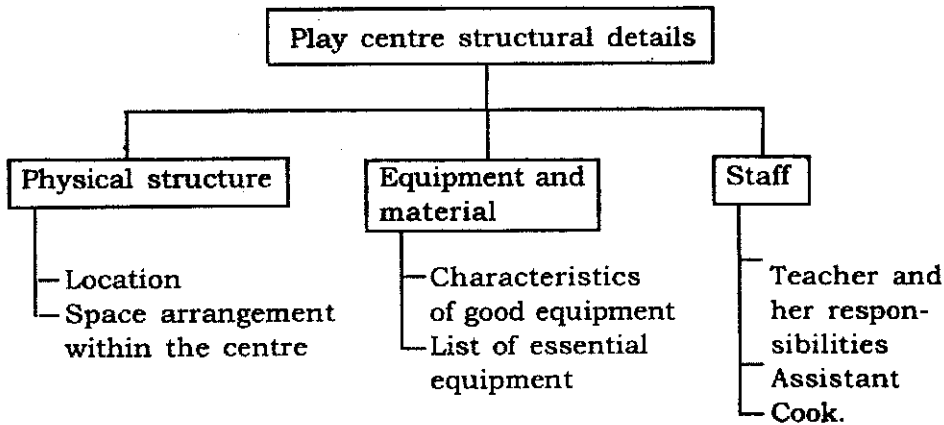 Play centre structural details
Physical structure
Location
Space arrangement
within the centre
Equipment and
material
Characteristics
of good equipment
List of essential
equipment
Staff
Teacher and
her respon-
sibilities
Assistant
Cook.